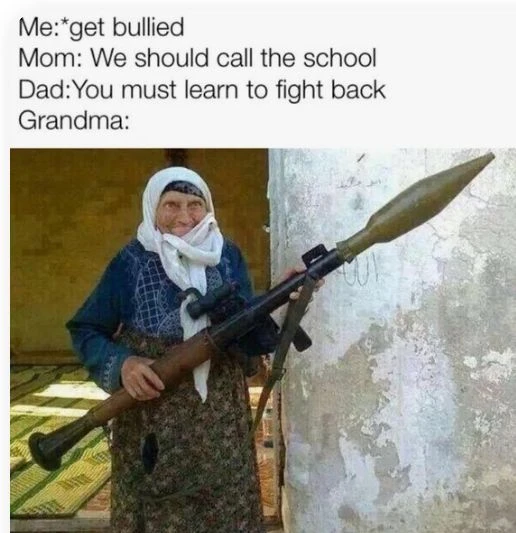 Me:*get bullied
Mom: We should call the school
Dad:You must learn to fight back
Grandma: